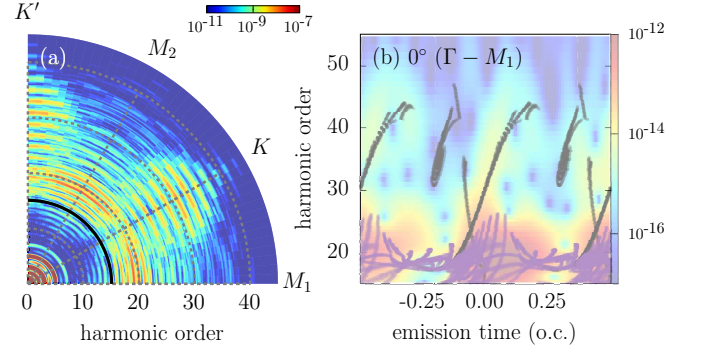 K′
10⁻¹¹ 10⁻⁹ 10⁻⁷
(a)
M₂
K
M₁
0 10 20 30 40
harmonic order
(b) 0° (Γ − M₁)
harmonic order
50
40
30
20
-0.25 0.00 0.25
emission time (o.c.)
10⁻¹²
10⁻¹⁴
10⁻¹⁶